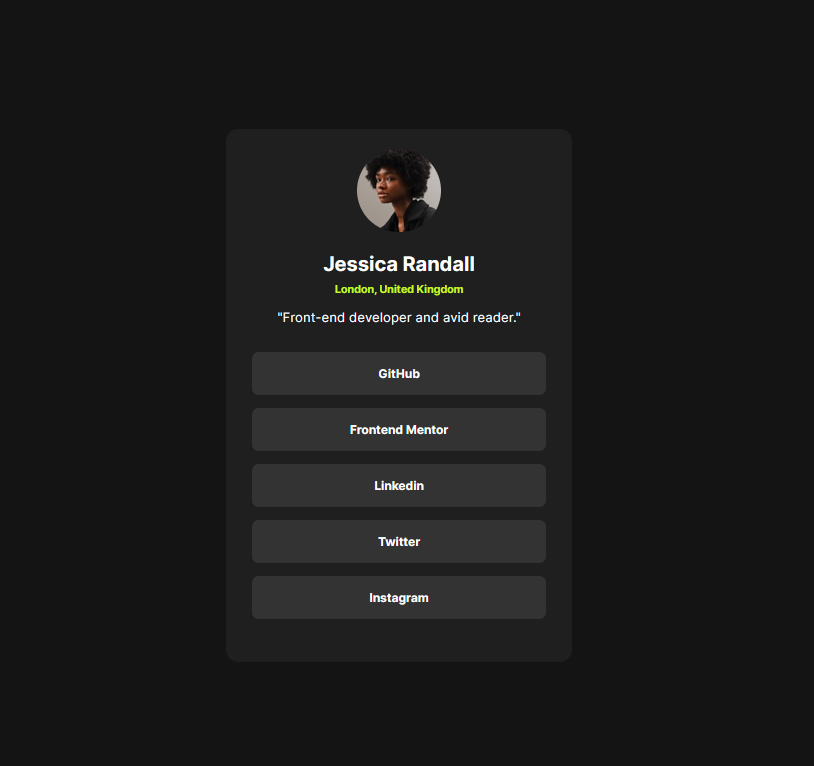 Jessica Randall
London, United Kingdom
"Front-end developer and avid reader."
GitHub
Frontend Mentor
Linkedin
Twitter
Instagram